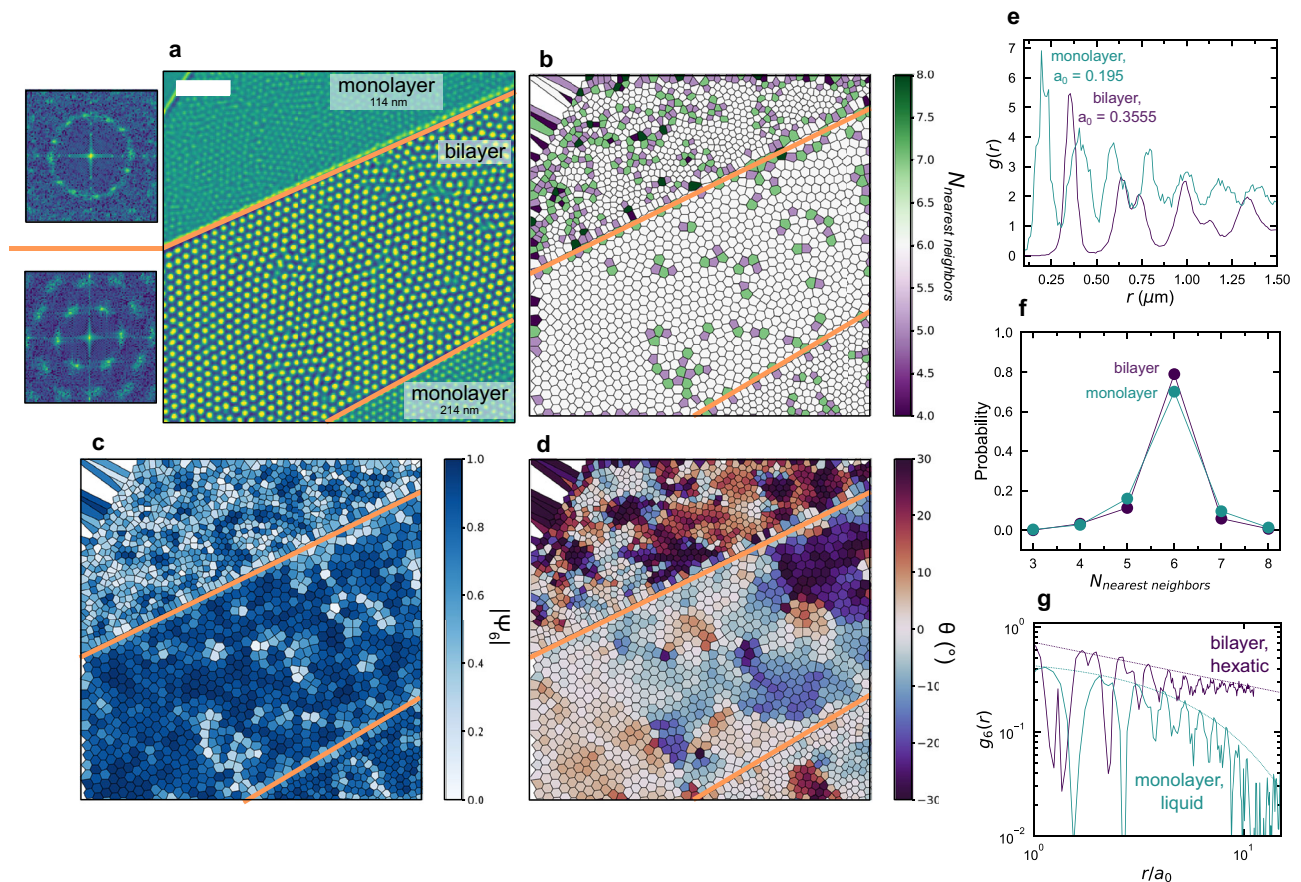 a
monolayer
114 nm
bilayer
monolayer
214 nm
b
8.0
7.5
7.0
6.5
6.0
5.5
5.0
4.5
4.0
N nearest neighbors
c
1.0
0.8
0.6
0.4
0.2
0.0
|Ψ6|
d
30
20
10
0
−10
−20
−30
θ (°)
e
7
6
5
4
3
2
1
0
g(r)
monolayer,
a0 = 0.195
bilayer,
a0 = 0.3555
0.25 0.50 0.75 1.00 1.25 1.50
r (μm)
f
1.0
0.8
0.6
0.4
0.2
0.0
Probability
bilayer
monolayer
3 4 5 6 7 8
N nearest neighbors
g
10^0
10^−1
10^−2
g6(r)
bilayer,
hexatic
monolayer,
liquid
10^0 10^1
r/a0